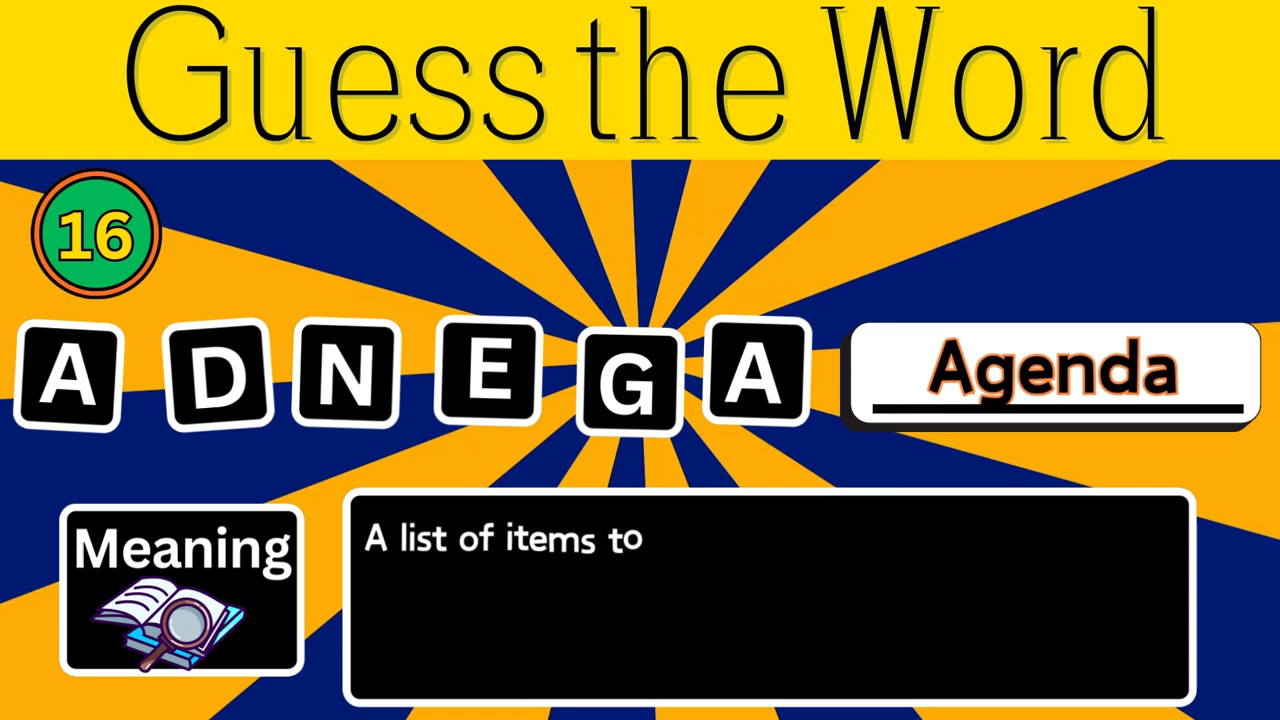 Guess the Word
16
A D N E G A
Agenda
Meaning
A list of items to